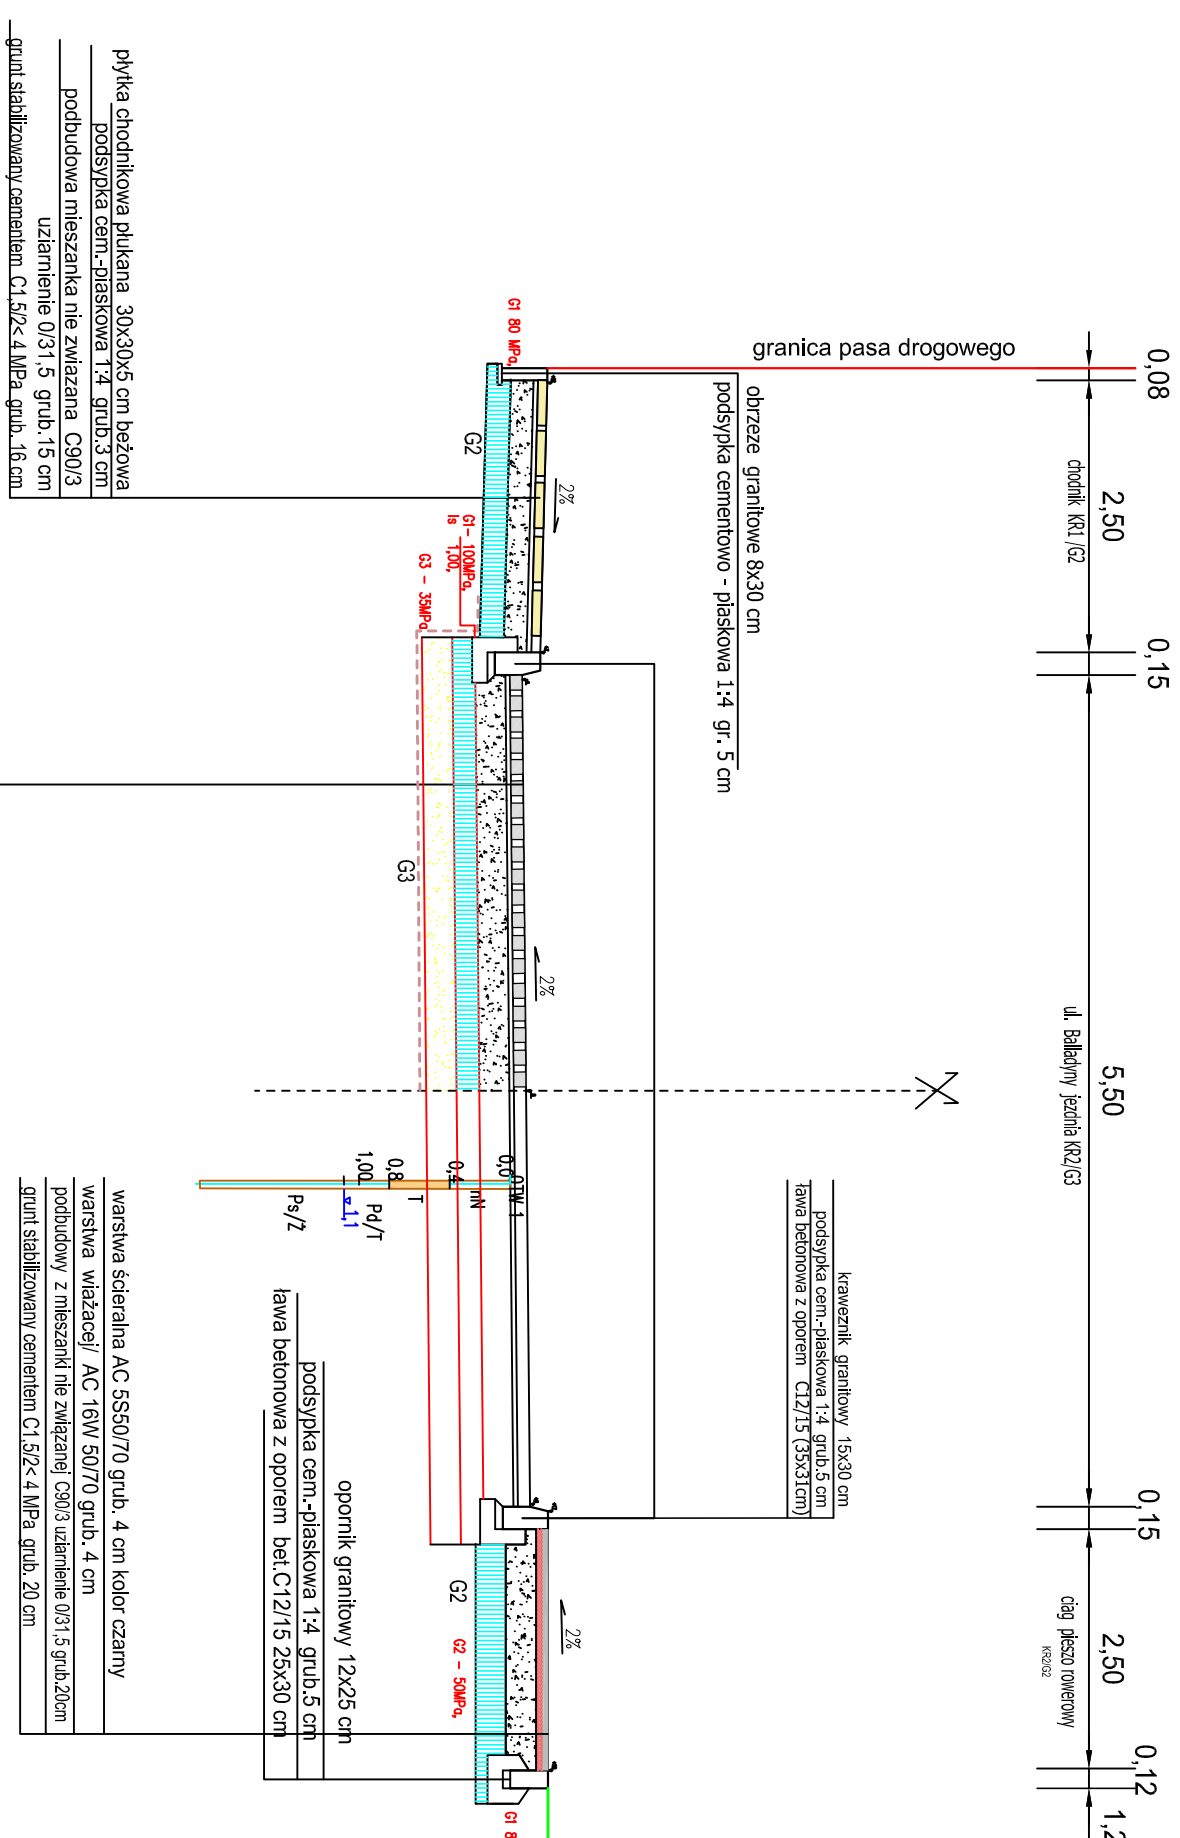 0,08
2,50
0,15
5,50
0,15
2,50
0,12
chodnik KR1 /G2
ul. Balladyny jezdnia KR2/G3
ciąg pieszo rowerowy
KR2/G2
granica pasa drogowego
obrzeze granitowe 8x30 cm
podsypka cementowo - piaskowa 1:4 gr. 5 cm
krawężnik granitowy 15x30 cm
podsypka cem.-piaskowa 1:4 grub.5 cm
ława betonowa z oporem C12/15 (35x31cm)
2%
2%
2%
G1 80 MPa,
G2
G1- 100MPa,
Is 1,00,
G3 - 35MPa
G3
0,0 OTW 1
nN
0,4
T
0,8
1,00
Pd/T
1,1
Ps/Ż
G2
G2 - 50MPa,
G1 8
opornik granitowy 12x25 cm
podsypka cem.-piaskowa 1:4 grub.5 cm
ława betonowa z oporem bet.C12/15 25x30 cm
płytka chodnikowa płukana 30x30x5 cm beżowa
podsypka cem.-piaskowa 1:4 grub.3 cm
podbudowa mieszanka nie związana C90/3
uziarnienie 0/31,5 grub.15 cm
grunt stabilizowany cementem C1,5/2< 4 MPa grub. 16 cm
warstwa ścieralna AC 5S50/70 grub. 4 cm kolor czarny
warstwa wiażacej/ AC 16W 50/70 grub. 4 cm
podbudowy z mieszanki nie związanej C90/3 uziarnienie 0/31,5 grub.20cm
grunt stabilizowany cementem C1,5/2< 4 MPa grub. 20 cm